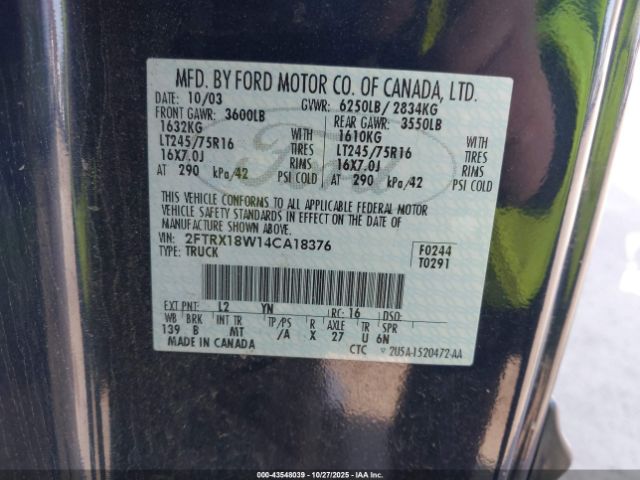 MFD. BY FORD MOTOR CO. OF CANADA, LTD.
DATE: 10/03 GVWR: 6250LB/ 2834KG
FRONT GAWR: 3600LB REAR GAWR: 3550LB
1632KG WITH 1610KG WITH
LT245/75R16 TIRES LT245/75R16 TIRES
16X7.0J RIMS 16X7.0J RIMS
AT 290 kPa/42 PSI COLD AT 290 kPa/42 PSI COLD
THIS VEHICLE CONFORMS TO ALL APPLICABLE FEDERAL MOTOR
VEHICLE SAFETY STANDARDS IN EFFECT ON THE DATE OF
MANUFACTURE SHOWN ABOVE.
VIN: 2FTRX18W14CA18376 F0244
TYPE: TRUCK T0291
Ford
EXT PNT: L2 YN RC: 16 DSO:
WB BRK INT TR TP/PS R AXLE TR SPR
139 B MT /A X 27 U 6N
MADE IN CANADA CTC 2U5A-1520472-AA
© 00-43548039 - 10/27/2025 - IAA Inc.